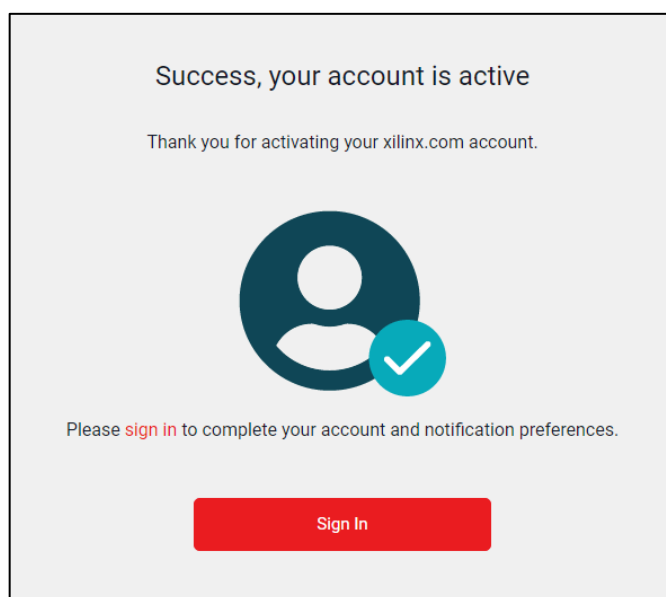 Success, your account is active
Thank you for activating your xilinx.com account.
Please sign in to complete your account and notification preferences.
Sign In